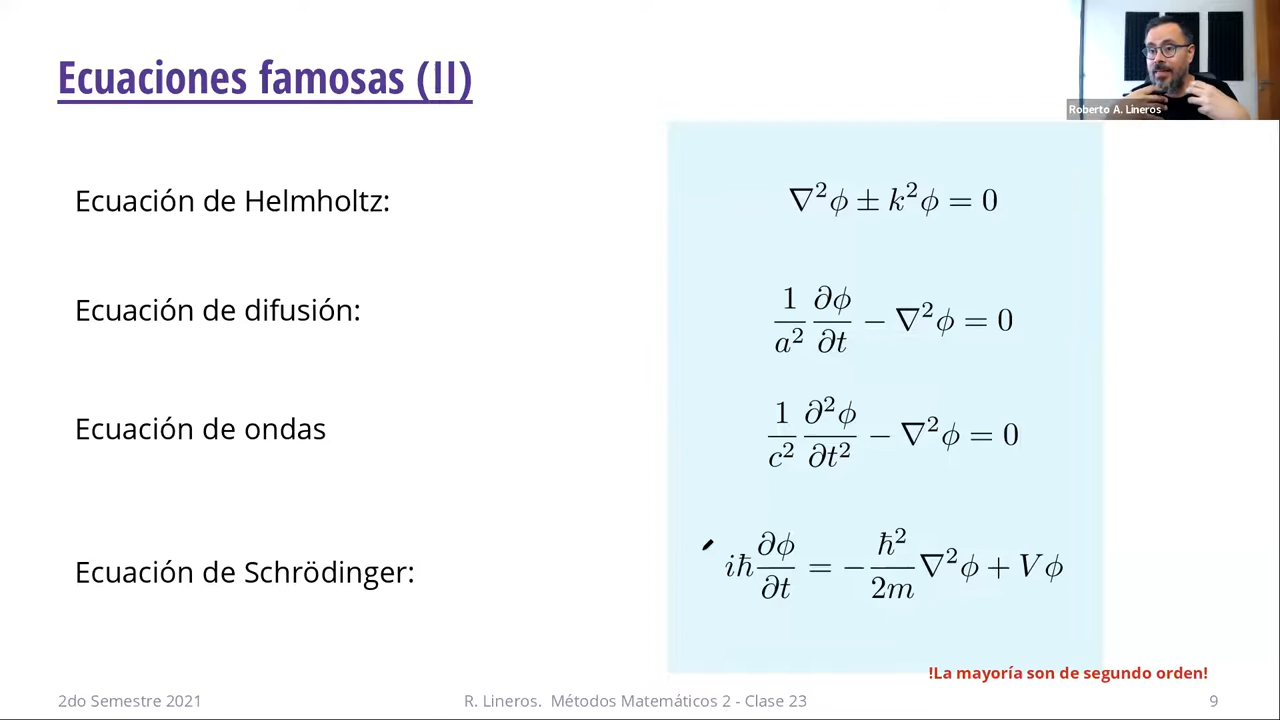 Ecuaciones famosas (II)
Roberto A. Lineros
Ecuación de Helmholtz:
∇²ϕ ± k²ϕ = 0
Ecuación de difusión:
1/a² ∂ϕ/∂t − ∇²ϕ = 0
Ecuación de ondas
1/c² ∂²ϕ/∂t² − ∇²ϕ = 0
Ecuación de Schrödinger:
iħ ∂ϕ/∂t = − ħ²/2m ∇²ϕ + Vϕ
!La mayoría son de segundo orden!
2do Semestre 2021
R. Lineros. Métodos Matemáticos 2 - Clase 23
9